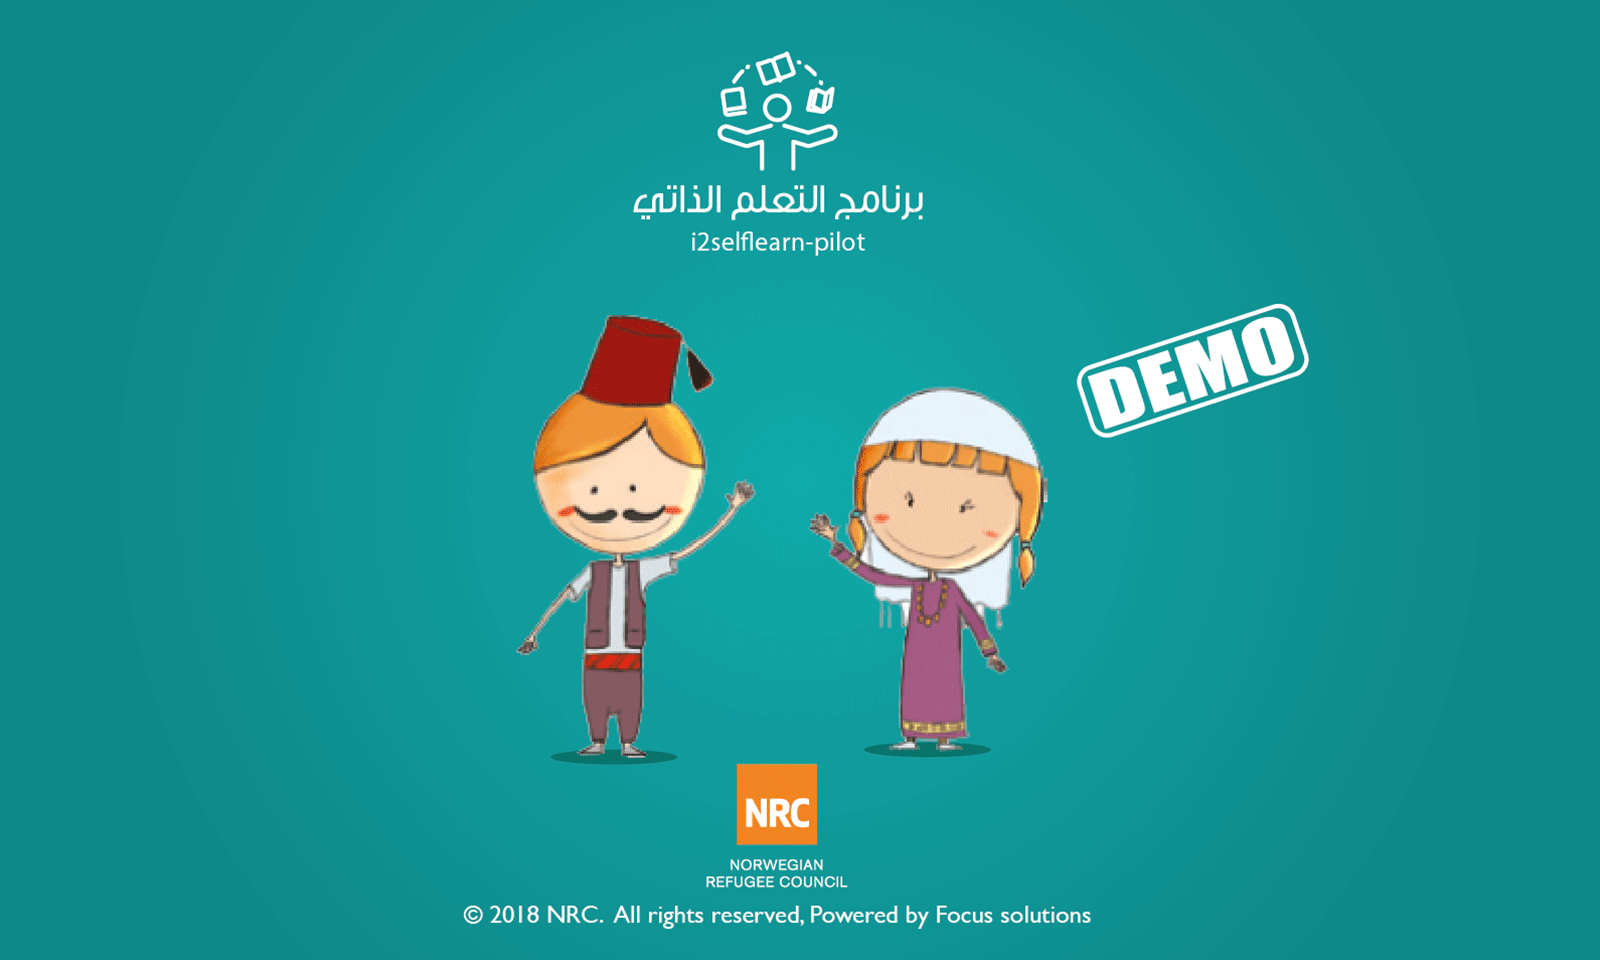 برنامج التعلم الذاتي
i2selflearn-pilot
DEMO
NRC
NORWEGIAN
REFUGEE COUNCIL
© 2018 NRC. All rights reserved, Powered by Focus solutions